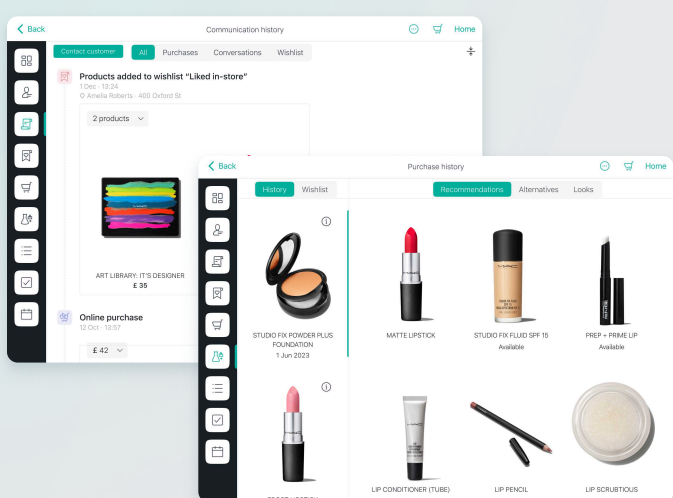 Back
Communication history
Home
Contact customer
All
Purchases
Conversations
Wishlist
Products added to wishlist “Liked in-store”
1 Dec · 13:24
Amelia Roberts · 400 Oxford St
2 products
ART LIBRARY: IT'S DESIGNER
£ 35
Online purchase
12 Oct · 13:57
£ 42
Back
Purchase history
Home
History
Wishlist
Recommendations
Alternatives
Looks
STUDIO FIX POWDER PLUS
FOUNDATION
1 Jun 2023
MATTE LIPSTICK
STUDIO FIX FLUID SPF 15
Available
PREP + PRIME LIP
Available
LIP CONDITIONER (TUBE)
LIP PENCIL
LIP SCRUBTIOUS